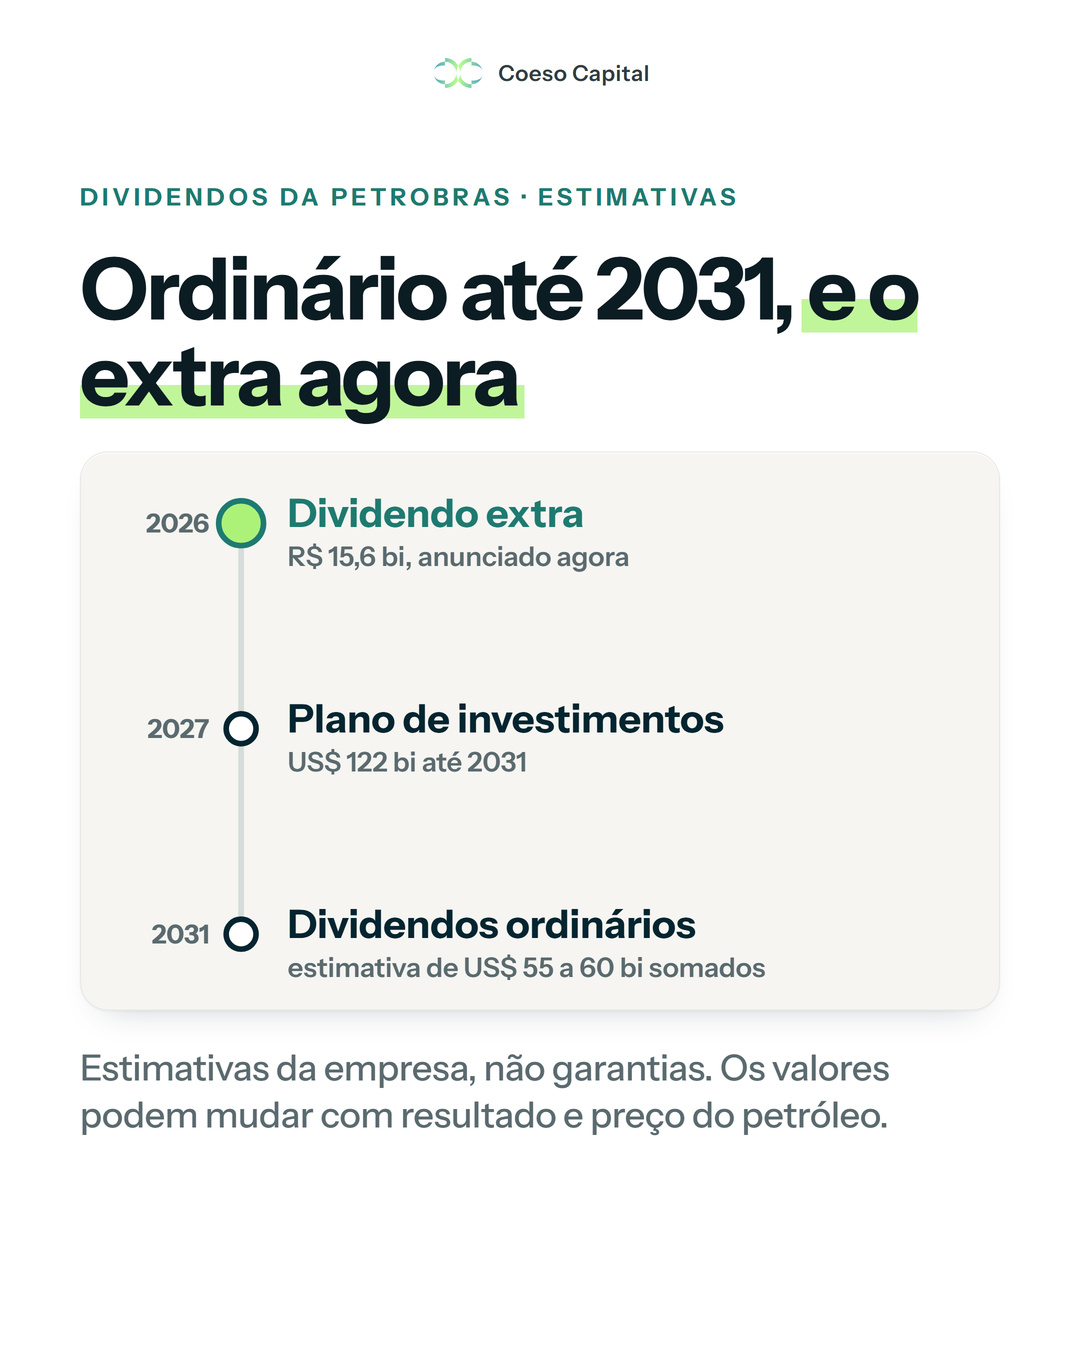 Coeso Capital
DIVIDENDOS DA PETROBRAS · ESTIMATIVAS
Ordinário até 2031, e o
extra agora
2026
Dividendo extra
R$ 15,6 bi, anunciado agora
2027
Plano de investimentos
US$ 122 bi até 2031
2031
Dividendos ordinários
estimativa de US$ 55 a 60 bi somados
Estimativas da empresa, não garantias. Os valores
podem mudar com resultado e preço do petróleo.